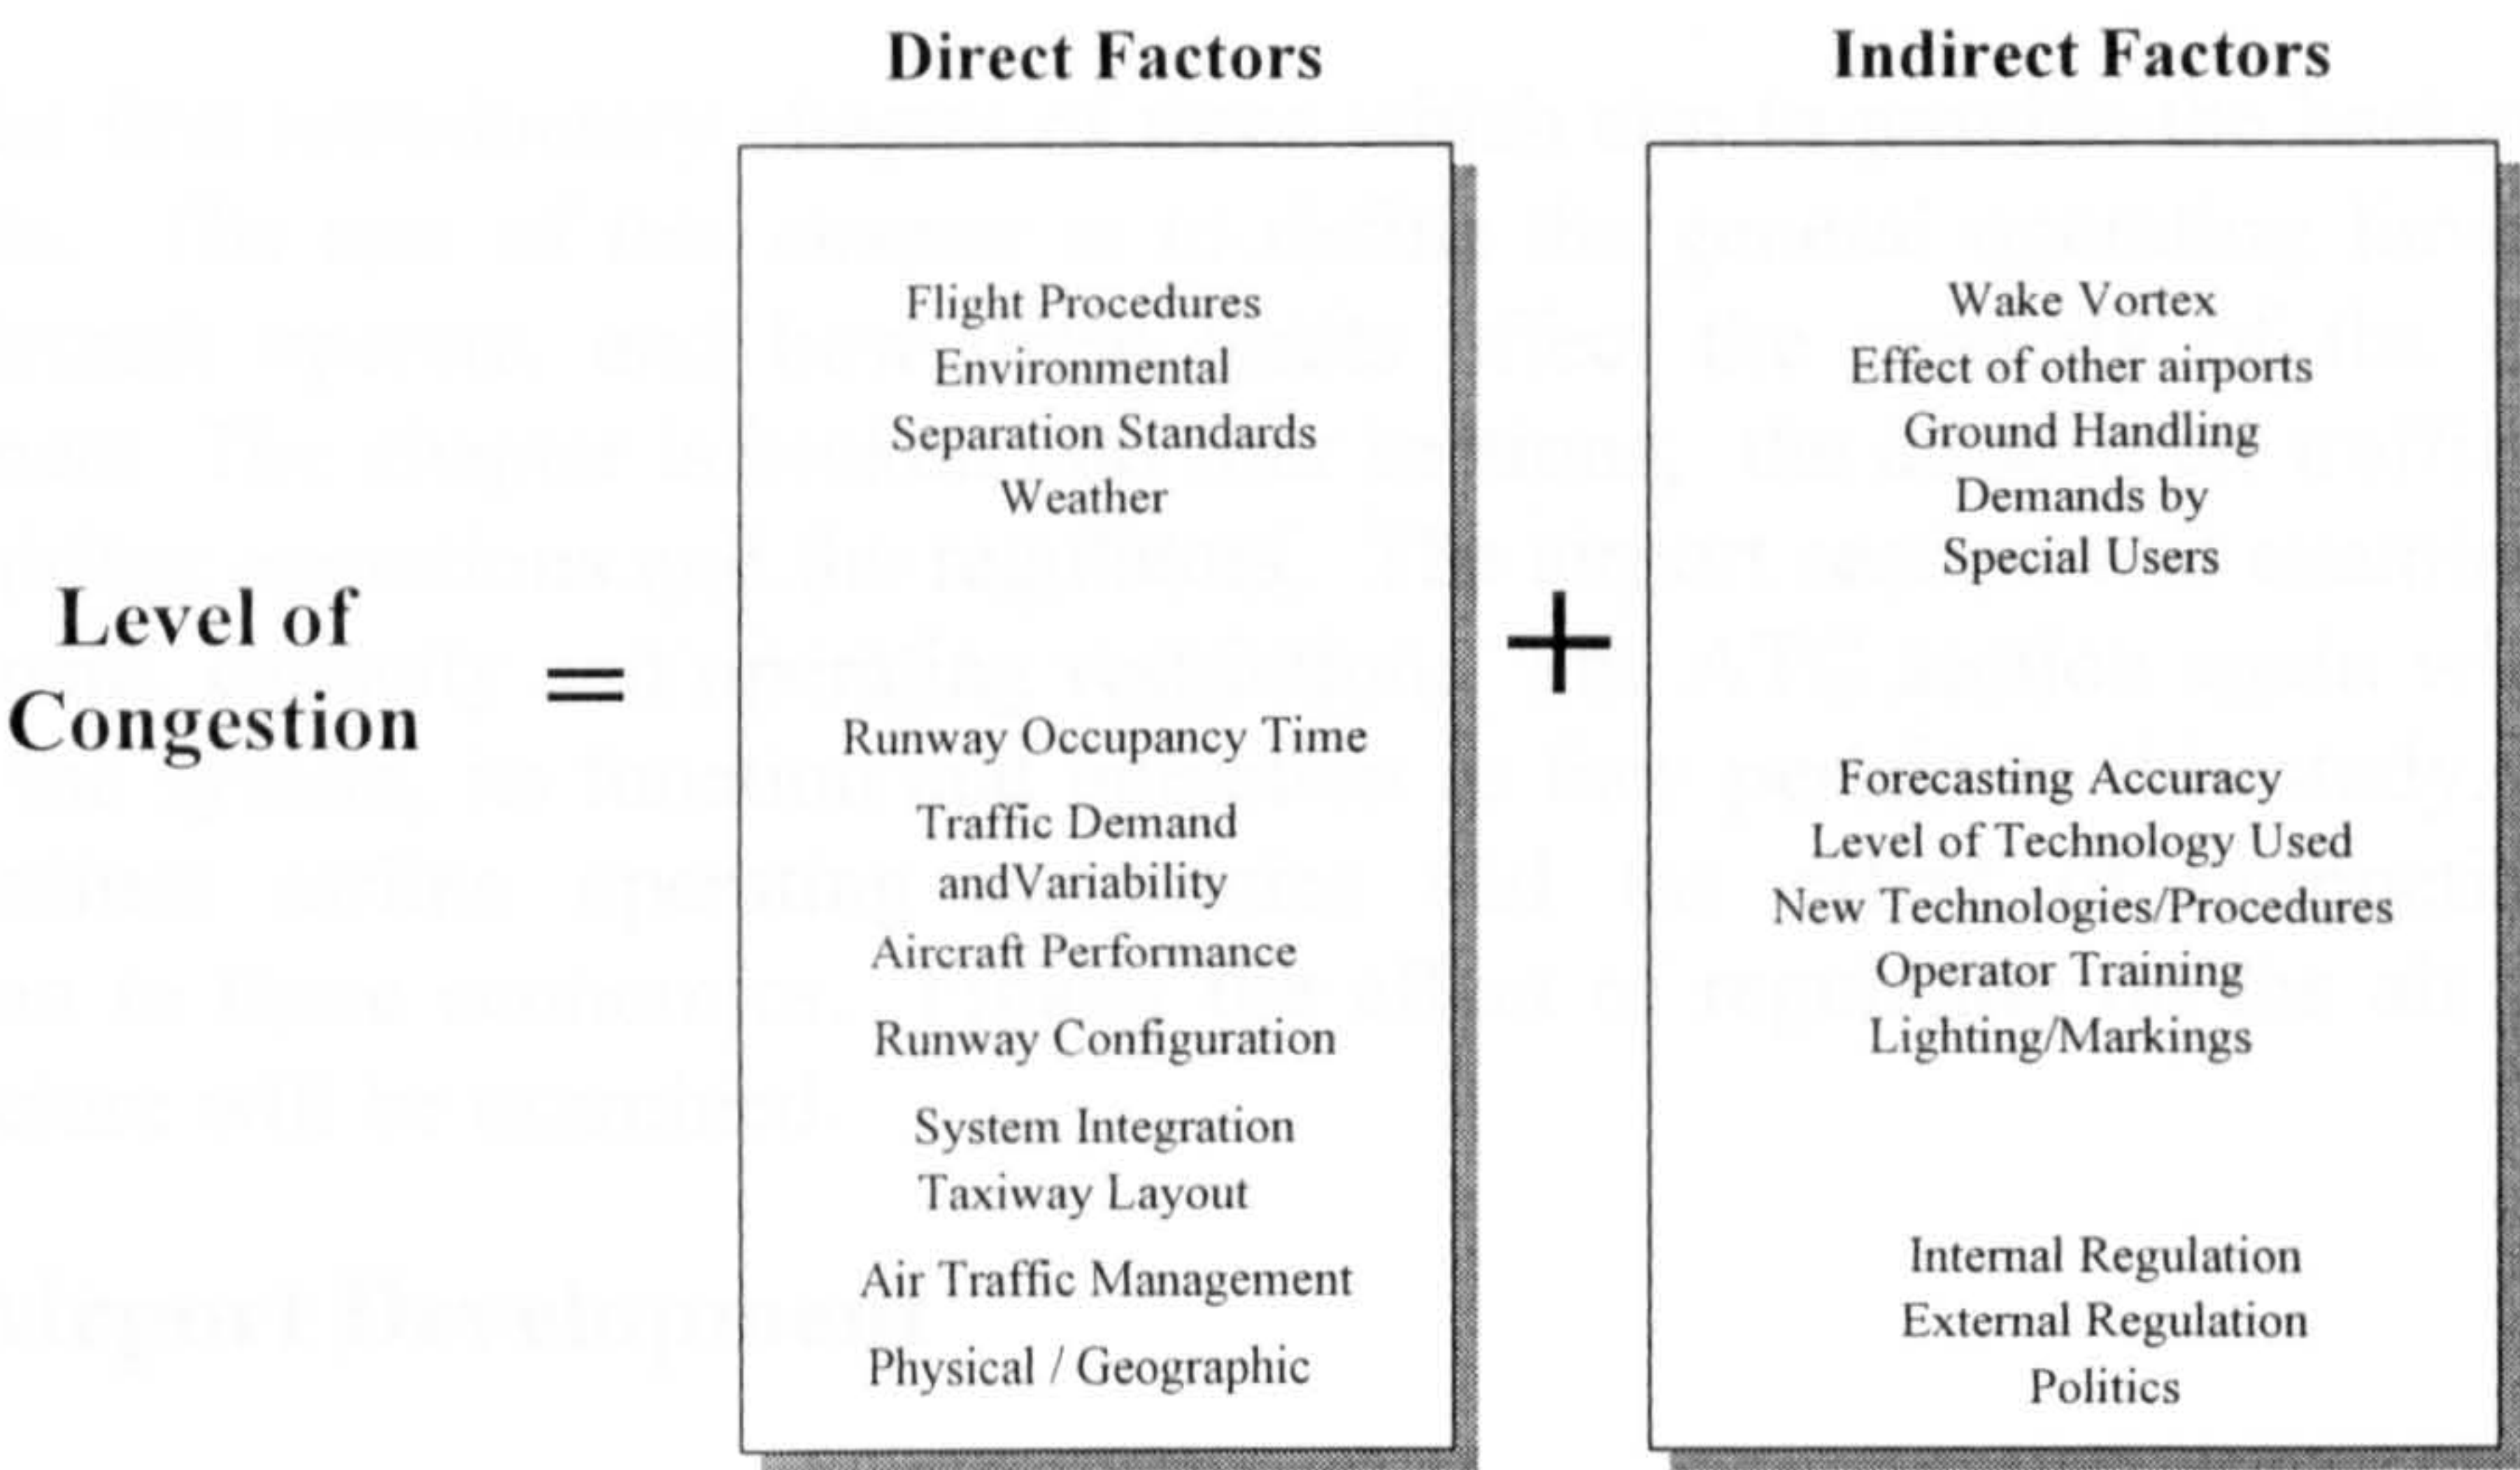 Direct Factors
Indirect Factors
Level of
Congestion
=
Flight Procedures
Environmental
Separation Standards
Weather
Runway Occupancy Time
Traffic Demand
andVariability
Aircraft Performance
Runway Configuration
System Integration
Taxiway Layout
Air Traffic Management
Physical / Geographic
+
Wake Vortex
Effect of other airports
Ground Handling
Demands by
Special Users
Forecasting Accuracy
Level of Technology Used
New Technologies/Procedures
Operator Training
Lighting/Markings
Internal Regulation
External Regulation
Politics